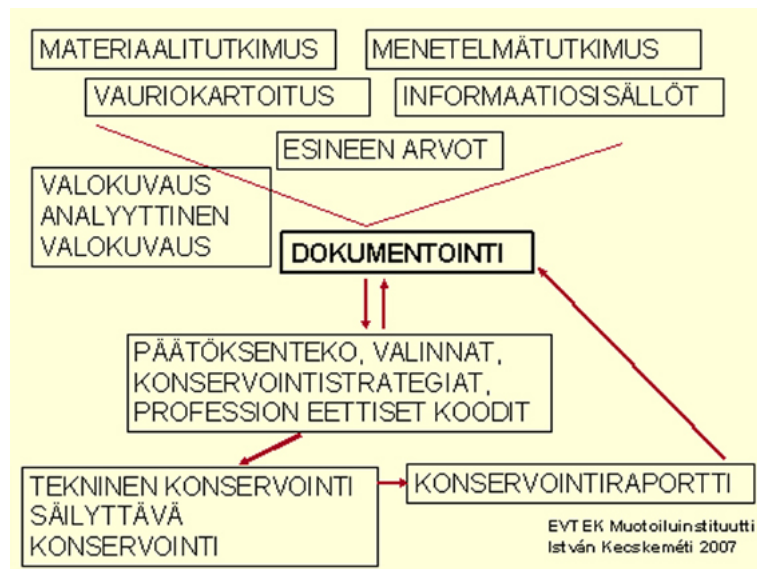 MATERIAALITUTKIMUS
MENETELMÄTUTKIMUS
VAURIOKARTOITUS
INFORMAATIOSISÄLLÖT
ESINEEN ARVOT
VALOKUVAUS
ANALYYTTINEN
VALOKUVAUS
DOKUMENTOINTI
PÄÄTÖKSENTEKO, VALINNAT,
KONSERVOINTISTRATEGIAT,
PROFESSION EETTISET KOODIT
TEKNINEN KONSERVOINTI
SÄILYTTÄVÄ
KONSERVOINTI
KONSERVOINTIRAPORTTI
EVTEK Muotoiluinstituutti
István Kecskeméti 2007